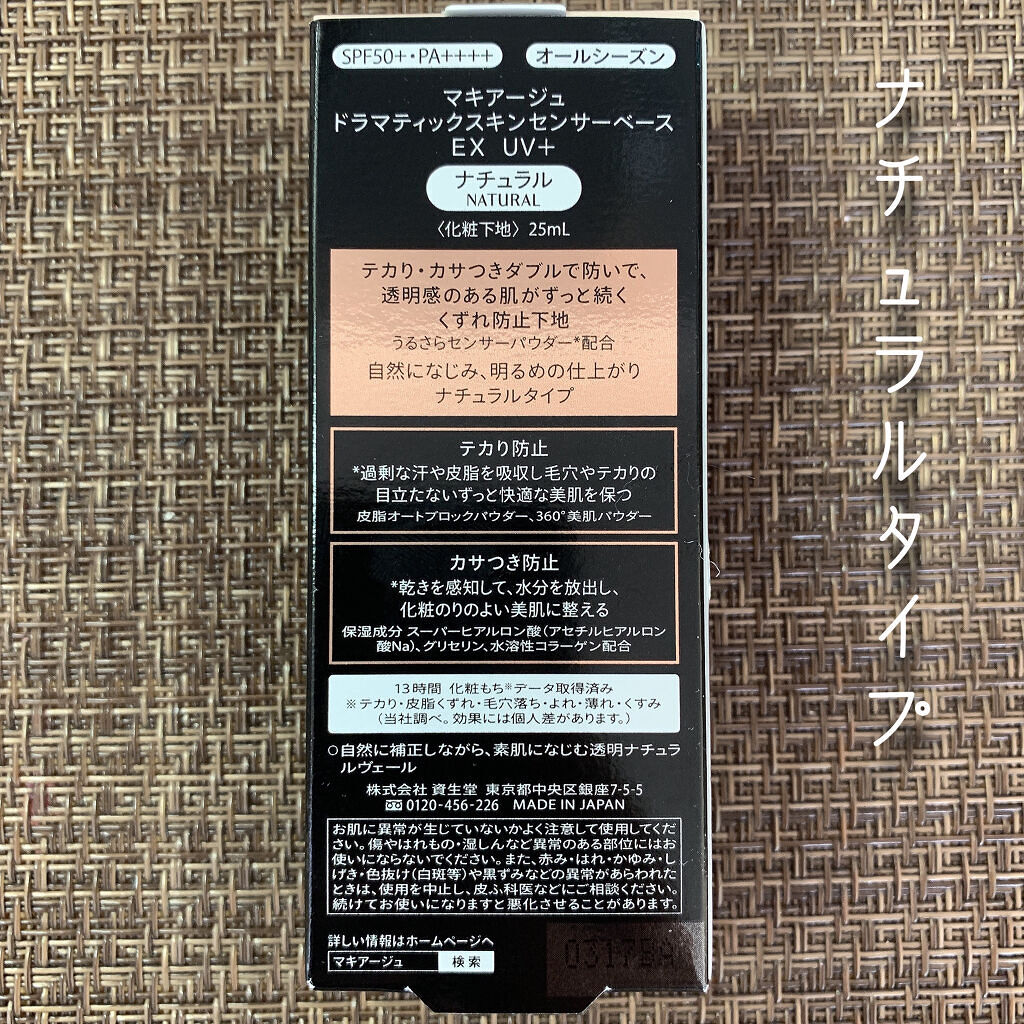 SPF50+・PA++++ オールシーズン
マキアージュ
ドラマティックスキンセンサーベース
EX UV+
ナチュラル
NATURAL
〈化粧下地〉 25mL
テカリ・カサつきダブルで防いで、
透明感のある肌がずっと続く
くずれ防止下地
うるさらセンサーパウダー*配合
自然になじみ、明るめの仕上がり
ナチュラルタイプ
テカリ防止
*過剰な汗や皮脂を吸収し毛穴やテカリの
目立たないずっと快適な美肌を保つ
皮脂オートブロックパウダー、360°美肌パウダー
カサつき防止
*乾きを感知して、水分を放出し、
化粧のりのよい美肌に整える
保湿成分 スーパーヒアルロン酸(アセチルヒアルロン
酸Na)、グリセリン、水溶性コラーゲン配合
13時間 化粧もち※データ取得済み
※テカリ・皮脂くずれ・毛穴落ち・よれ・薄れ・くすみ
(当社調べ。効果には個人差があります。)
○自然に補正しながら、素肌になじむ透明ナチュラ
ルヴェール
株式会社 資生堂 東京都中央区銀座7-5-5
0120-456-226 MADE IN JAPAN
お肌に異常が生じていないかよく注意して使用してくだ
さい。傷やはれもの・湿しんなど異常のある部位にはお
使いにならないでください。また、赤み・はれ・かゆみ・し
げき・色抜け(白斑等)や黒ずみなどの異常があらわれた
ときは、使用を中止し、皮ふ科医などにご相談ください。
続けてお使いになりますと悪化させることがあります。
詳しい情報はホームページへ
マキアージュ 検索
0317EA
ナチュラルタイプ